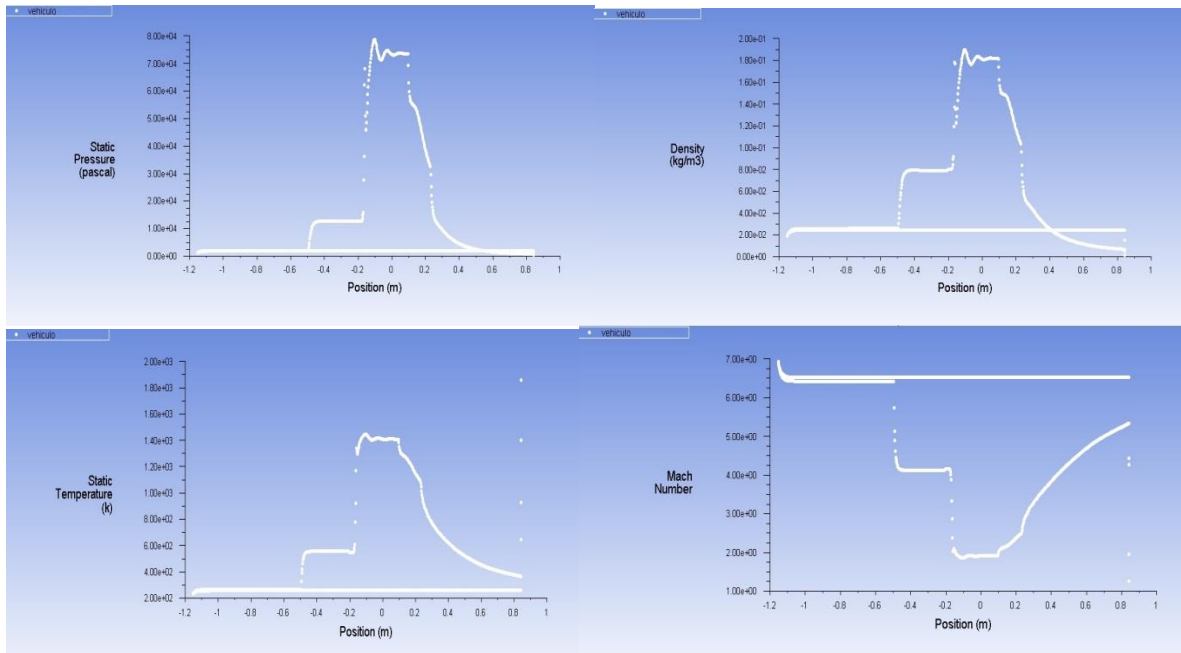 vehiculo
8.00e+04
7.00e+04
6.00e+04
5.00e+04
4.00e+04
3.00e+04
2.00e+04
1.00e+04
0.00e+00
Static
Pressure
(pascal)
-1.2 -1 -0.8 -0.6 -0.4 -0.2 0 0.2 0.4 0.6 0.8 1
Position (m)
vehiculo
2.00e-01
1.80e-01
1.60e-01
1.40e-01
1.20e-01
1.00e-01
8.00e-02
6.00e-02
4.00e-02
2.00e-02
0.00e+00
Density
(kg/m3)
-1.2 -1 -0.8 -0.6 -0.4 -0.2 0 0.2 0.4 0.6 0.8 1
Position (m)
vehiculo
2.00e+03
1.80e+03
1.60e+03
1.40e+03
1.20e+03
1.00e+03
8.00e+02
6.00e+02
4.00e+02
2.00e+02
Static
Temperature
(k)
-1.2 -1 -0.8 -0.6 -0.4 -0.2 0 0.2 0.4 0.6 0.8 1
Position (m)
vehiculo
7.00e+00
6.00e+00
5.00e+00
4.00e+00
3.00e+00
2.00e+00
1.00e+00
Mach
Number
-1.2 -1 -0.8 -0.6 -0.4 -0.2 0 0.2 0.4 0.6 0.8 1
Position (m)